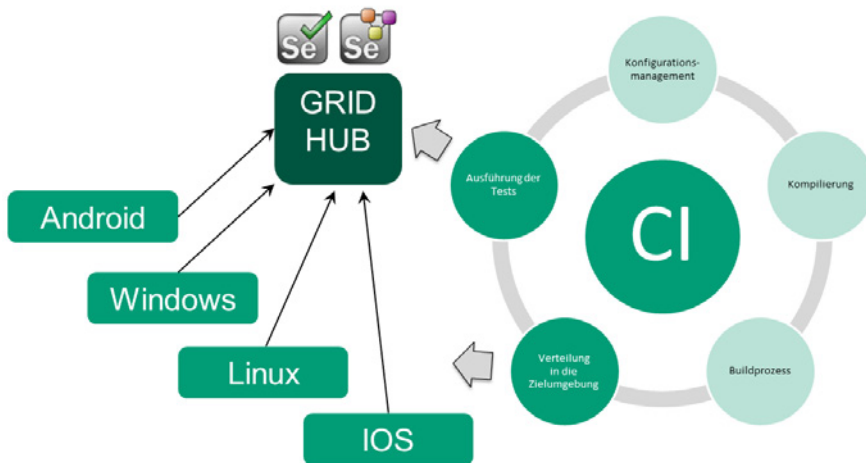 Se
Se
GRID
HUB
Android
Windows
Linux
IOS
Konfigurations-
management
Kompilierung
Buildprozess
Verteilung
in die
Zielumgebung
Ausführung der
Tests
CI